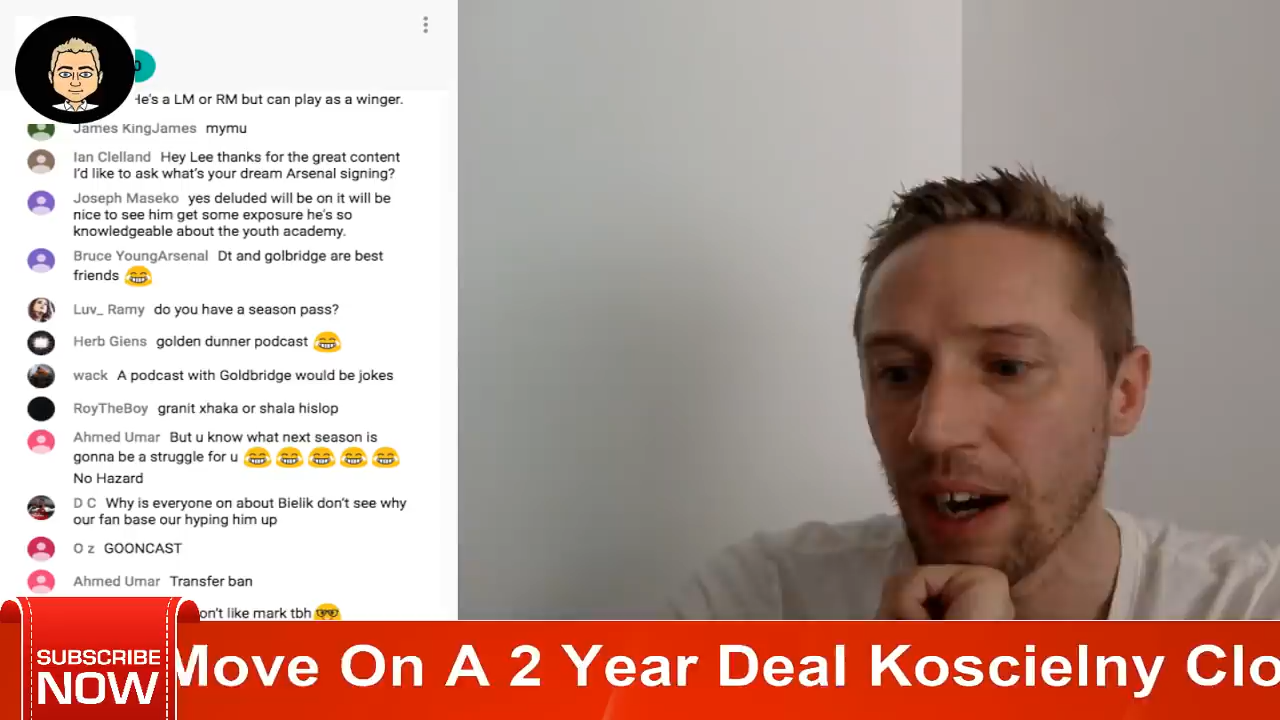 He's a LM or RM but can play as a winger.
James KingJames mymu
Ian Clelland Hey Lee thanks for the great content
I'd like to ask what's your dream Arsenal signing?
Joseph Maseko yes deluded will be on it will be
nice to see him get some exposure he's so
knowledgeable about the youth academy.
Bruce YoungArsenal Dt and golbridge are best
friends 😂
Luv_ Ramy do you have a season pass?
Herb Giens golden dunner podcast 😂
wack A podcast with Goldbridge would be jokes
RoyTheBoy granit xhaka or shala hislop
Ahmed Umar But u know what next season is
gonna be a struggle for u 😂 😂 😂 😂 😂
No Hazard
D C Why is everyone on about Bielik don't see why
our fan base our hyping him up
O z GOONCAST
Ahmed Umar Transfer ban
on't like mark tbh 🤓
SUBSCRIBE
NOW
Move On A 2 Year Deal Koscielny Clo